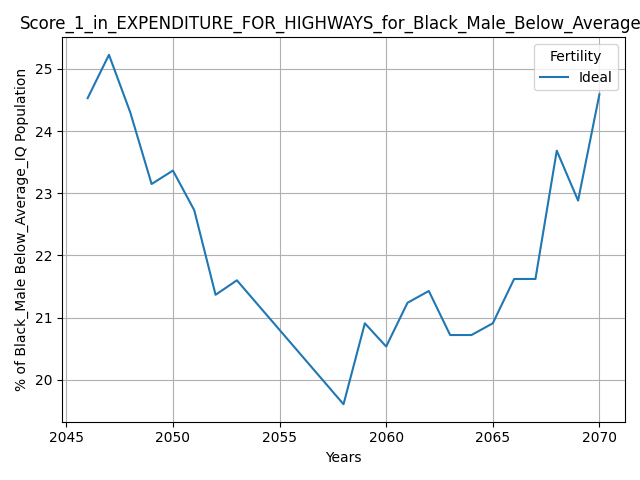 Score_1_in_EXPENDITURE_FOR_HIGHWAYS_for_Black_Male_Below_Average
Fertility
Ideal
% of Black_Male Below_Average_IQ Population
25
24
23
22
21
20
2045 2050 2055 2060 2065 2070
Years